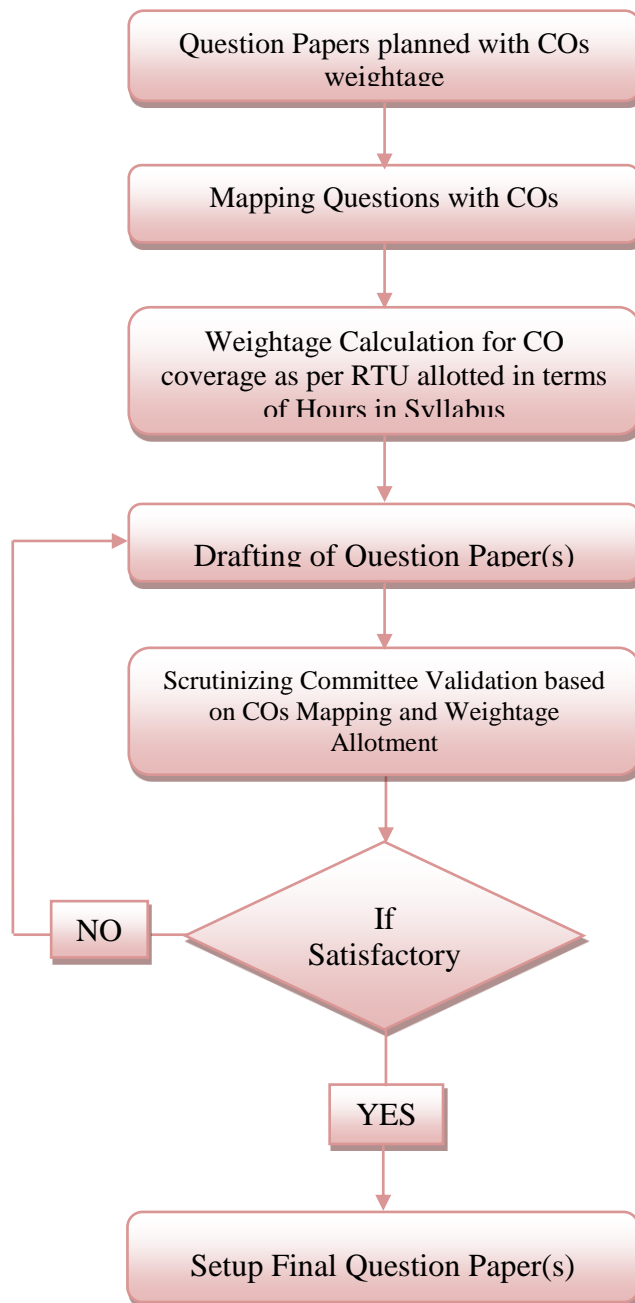 Question Papers planned with COs
weightage
Mapping Questions with COs
Weightage Calculation for CO
coverage as per RTU allotted in terms
of Hours in Syllabus
Drafting of Question Paper(s)
Scrutinizing Committee Validation based
on COs Mapping and Weightage
Allotment
If
Satisfactory
NO
YES
Setup Final Question Paper(s)